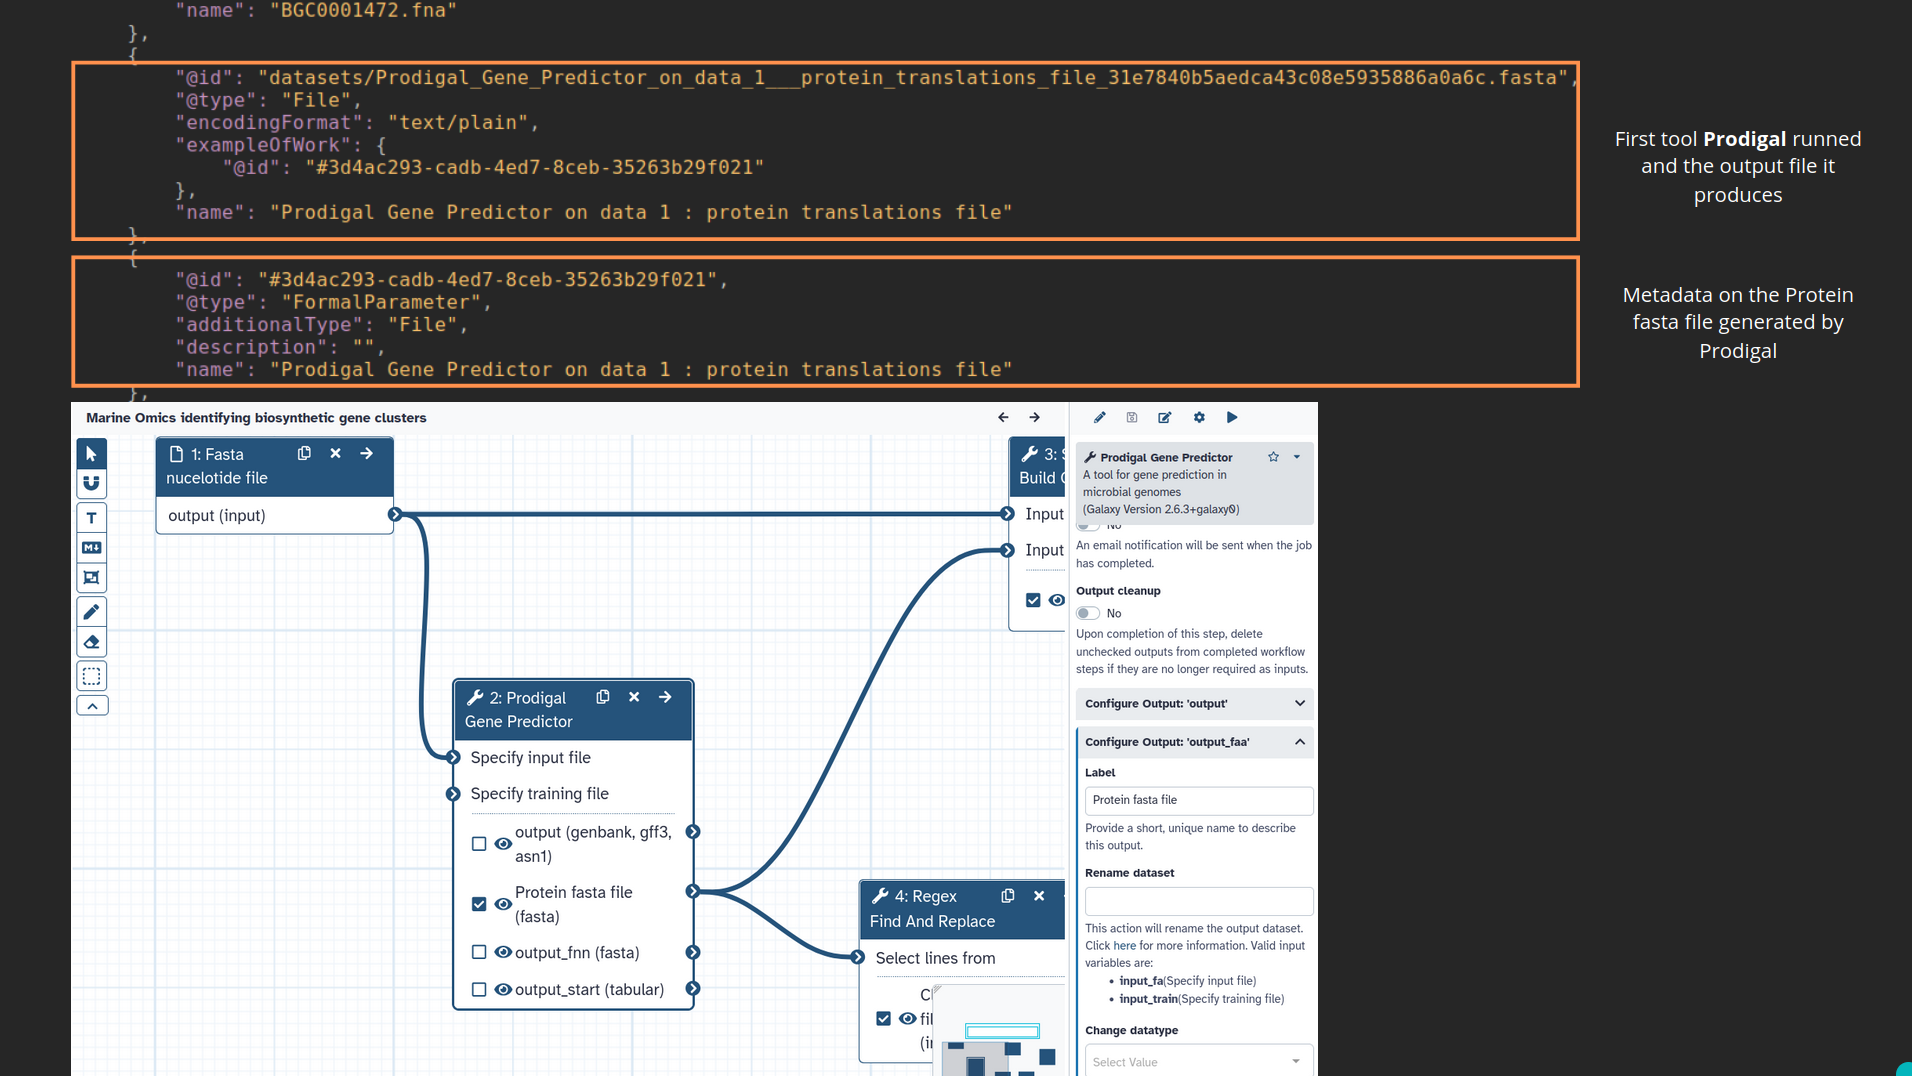 "name": "BGC0001472.fna"
},
{
"@id": "datasets/Prodigal_Gene_Predictor_on_data_1___protein_translations_file_31e7840b5aedca43c08e5935886a0a6c.fasta",
"@type": "File",
"encodingFormat": "text/plain",
"exampleOfWork": {
"@id": "#3d4ac293-cadb-4ed7-8ceb-35263b29f021"
},
"name": "Prodigal Gene Predictor on data 1 : protein translations file"
},
First tool Prodigal runned
and the output file it
produces
{
"@id": "#3d4ac293-cadb-4ed7-8ceb-35263b29f021",
"@type": "FormalParameter",
"additionalType": "File",
"description": "",
"name": "Prodigal Gene Predictor on data 1 : protein translations file"
},
Metadata on the Protein
fasta file generated by
Prodigal
Marine Omics identifying biosynthetic gene clusters
1: Fasta
nucelotide file
output (input)
2: Prodigal
Gene Predictor
Specify input file
Specify training file
output (genbank, gff3,
asn1)
Protein fasta file
(fasta)
output_fnn (fasta)
output_start (tabular)
3:
Build
Input
Input
4: Regex
Find And Replace
Select lines from
T
Prodigal Gene Predictor
A tool for gene prediction in
microbial genomes
(Galaxy Version 2.6.3+galaxy0)
No
An email notification will be sent when the job
has completed.
Output cleanup
No
Upon completion of this step, delete
unchecked outputs from completed workflow
steps if they are no longer required as inputs.
Configure Output: 'output'
Configure Output: 'output_faa'
Label
Protein fasta file
Provide a short, unique name to describe
this output.
Rename dataset
This action will rename the output dataset.
Click here for more information. Valid input
variables are:
• input_fa(Specify input file)
• input_train(Specify training file)
Change datatype
Select Value